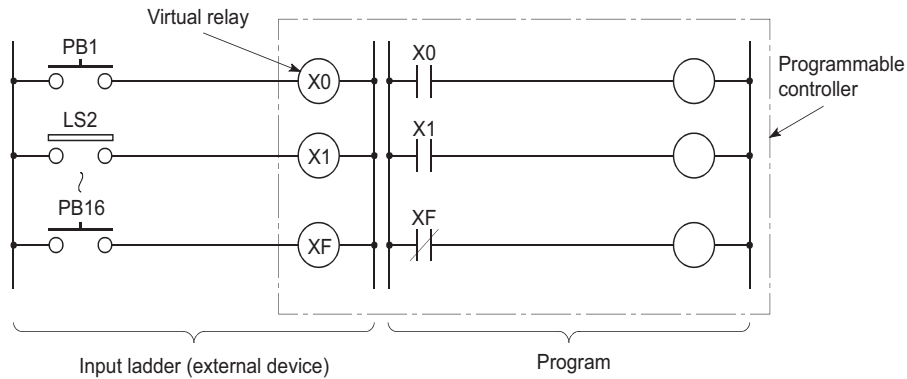 Virtual relay
PB1
X0
X0
Programmable
controller
LS2
X1
X1
PB16
XF
XF
Input ladder (external device)
Program